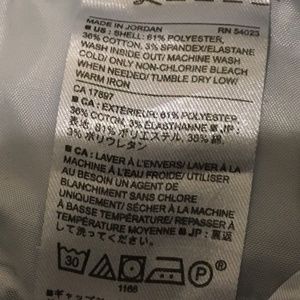 MADE IN JORDAN RN 54023
■ US : SHELL: 61% POLYESTER,
36% COTTON, 3% SPANDEX/ELASTANE
WASH INSIDE OUT/ MACHINE WASH
COLD/ ONLY NON-CHLORINE BLEACH
WHEN NEEDED/ TUMBLE DRY LOW/
WARM IRON
CA 17897
■ CA : EXTÉRIEUR: 61% POLYESTER
36% COTON, 3% ÉLASTHANNE ■ JP :
表地 61% ポリエステル, 36% 綿,
3% ポリウレタン
■ CA : LAVER À L'ENVERS/ LAVER À LA
MACHINE À L'EAU FROIDE/ UTILISER
AU BESOIN UN AGENT DE
BLANCHIMENT SANS CHLORE
UNIQUEMENT/ SÉCHER À LA MACHINE
À BASSE TEMPÉRATURE/ REPASSER À
TEMPÉRATURE MOYENNE ■ JP : 裏返
して洗ってください
30 P
1166